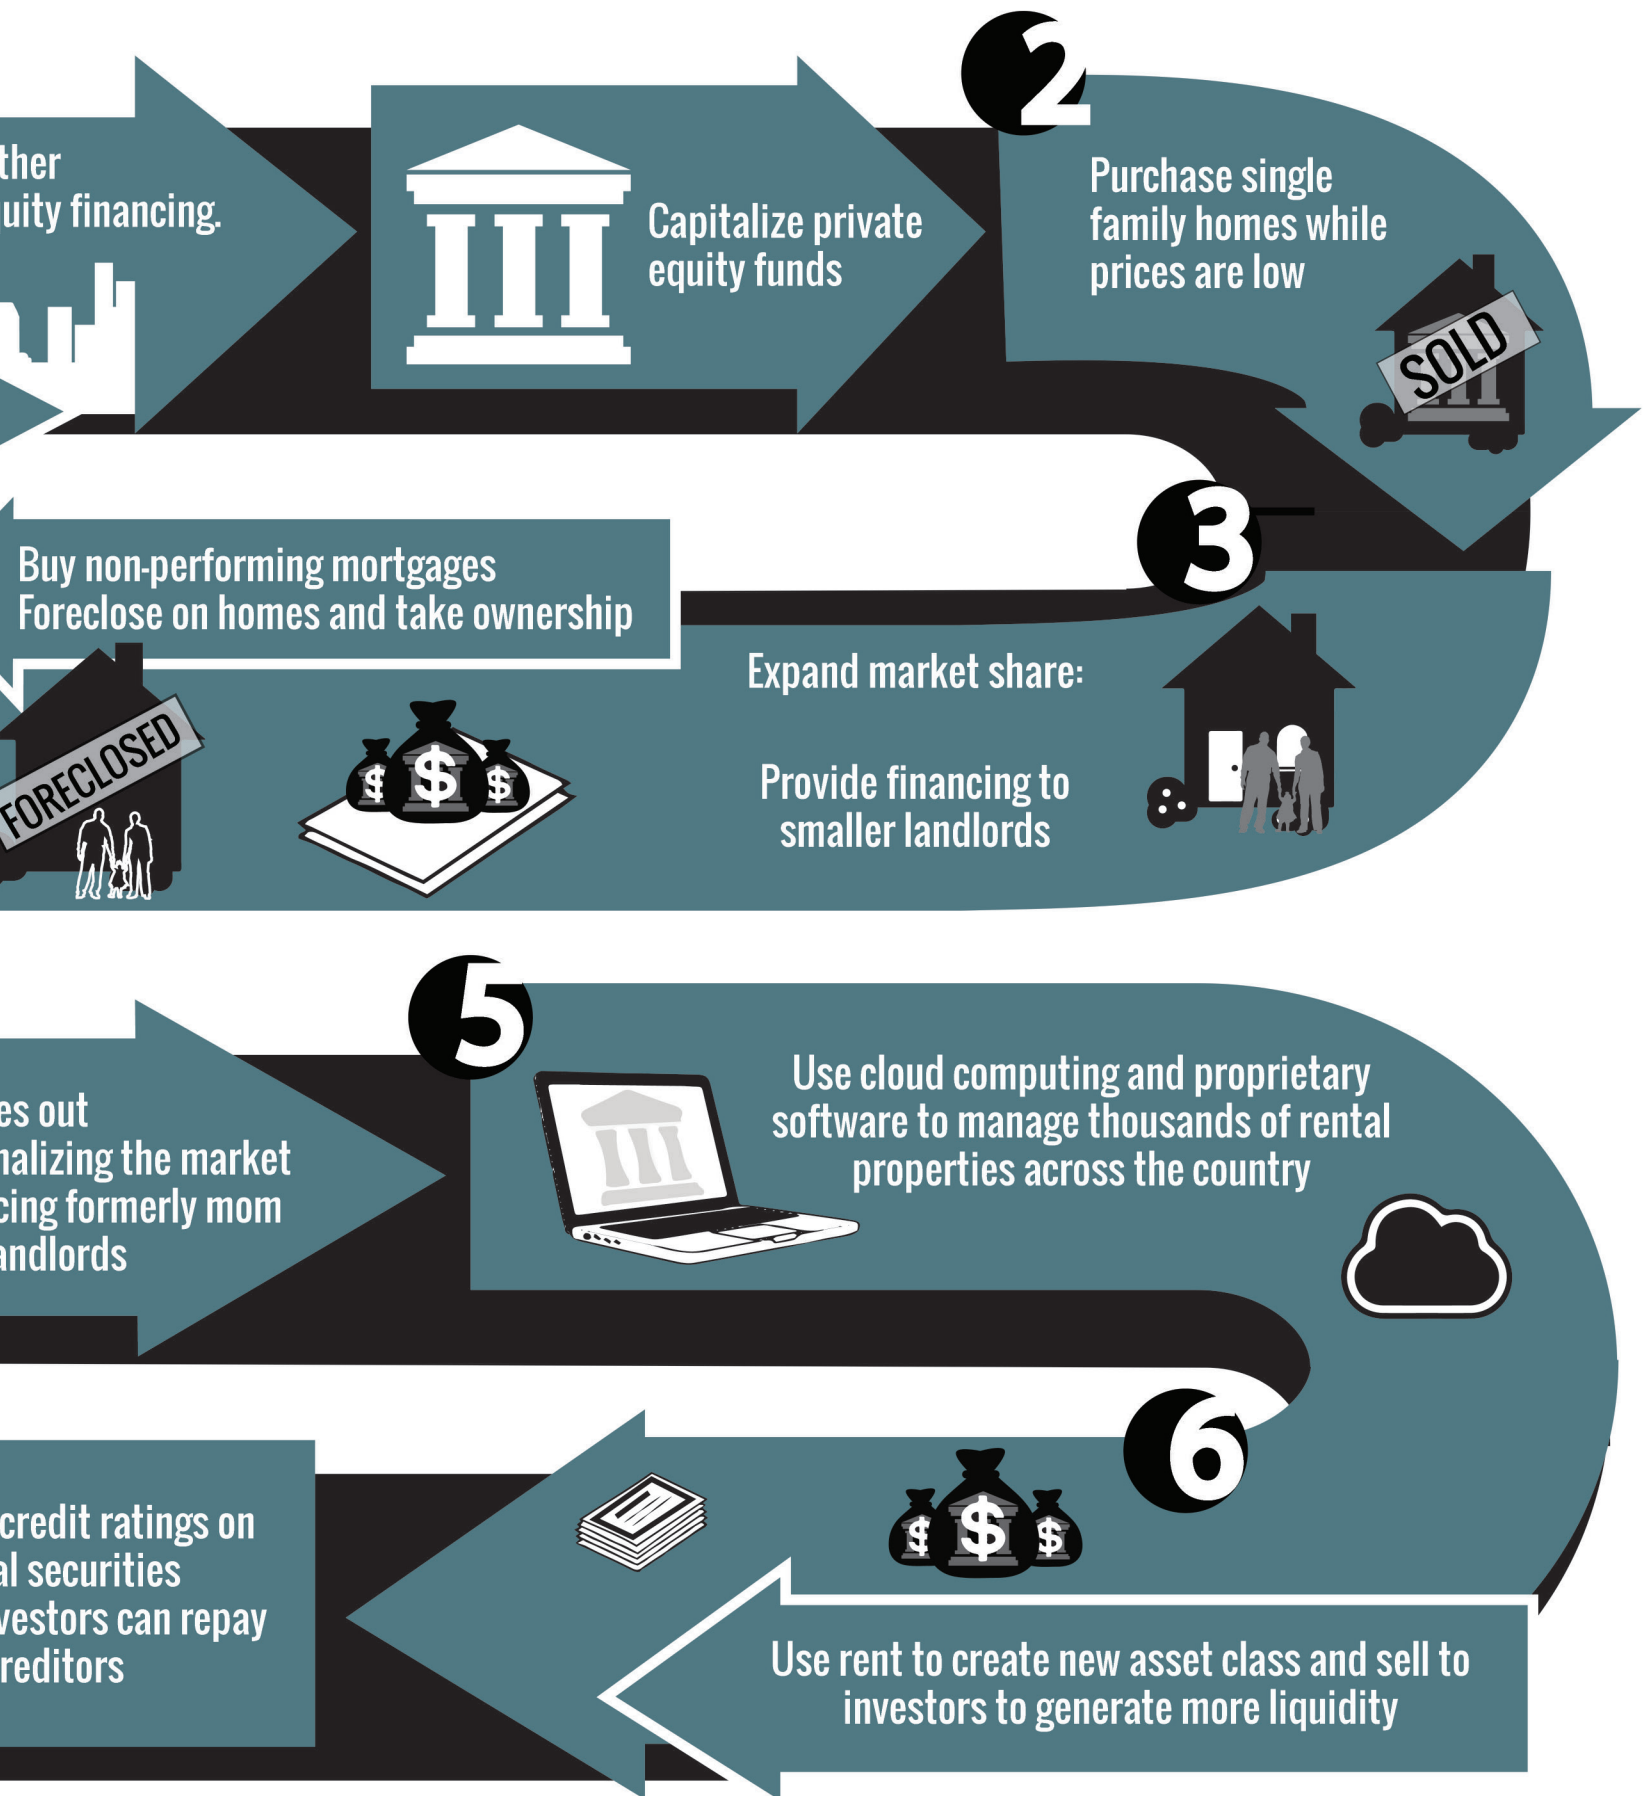 uity financing.
Capitalize private
equity funds
2
Purchase single
family homes while
prices are low
SOLD
3
Expand market share:
Provide financing to
smaller landlords
$ $ $
Buy non-performing mortgages
Foreclose on homes and take ownership
FORECLOSED
es out
nalizing the market
cing formerly mom
andlords
5
Use cloud computing and proprietary
software to manage thousands of rental
properties across the country
6
$ $ $
Use rent to create new asset class and sell to
investors to generate more liquidity
credit ratings on
al securities
vestors can repay
reditors